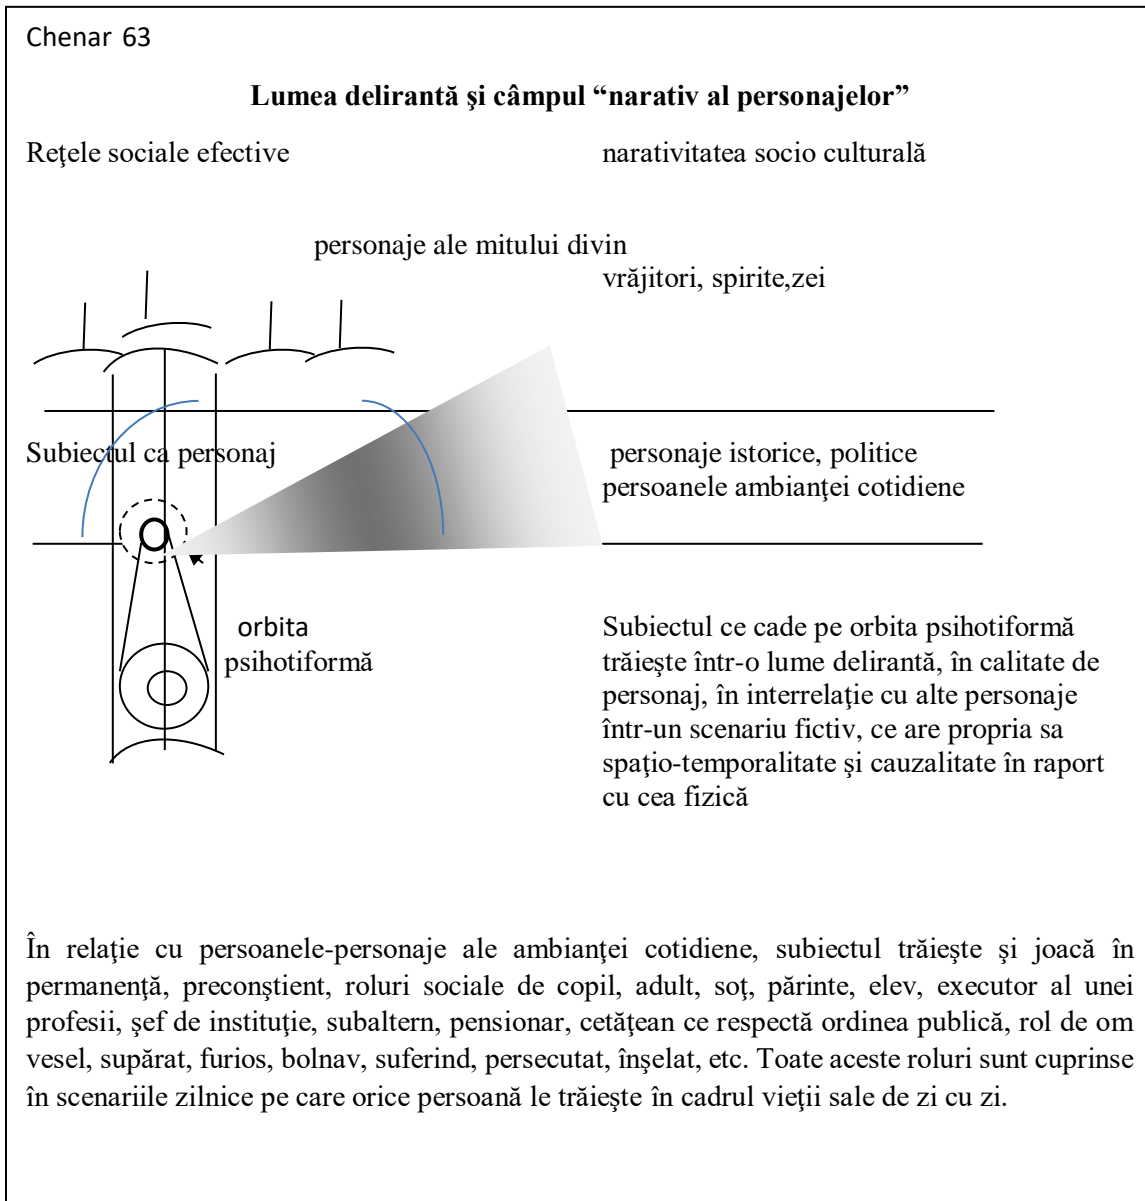 Chenar 63
Lumea delirantă şi câmpul “narativ al personajelor”
Reţele sociale efective
narativitatea socio culturală
personaje ale mitului divin
vrăjitori, spirite,zei
Subiectul ca personaj
personaje istorice, politice
persoanele ambianţei cotidiene
orbita
psihotiformă
Subiectul ce cade pe orbita psihotiformă
trăieşte într-o lume delirantă, în calitate de
personaj, în interrelaţie cu alte personaje
într-un scenariu fictiv, ce are propria sa
spaţio-temporalitate şi cauzalitate în raport
cu cea fizică
În relaţie cu persoanele-personaje ale ambianţei cotidiene, subiectul trăieşte şi joacă în
permanenţă, preconştient, roluri sociale de copil, adult, soţ, părinte, elev, executor al unei
profesii, şef de instituţie, subaltern, pensionar, cetăţean ce respectă ordinea publică, rol de om
vesel, supărat, furios, bolnav, suferind, persecutat, înşelat, etc. Toate aceste roluri sunt cuprinse
în scenariile zilnice pe care orice persoană le trăieşte în cadrul vieţii sale de zi cu zi.